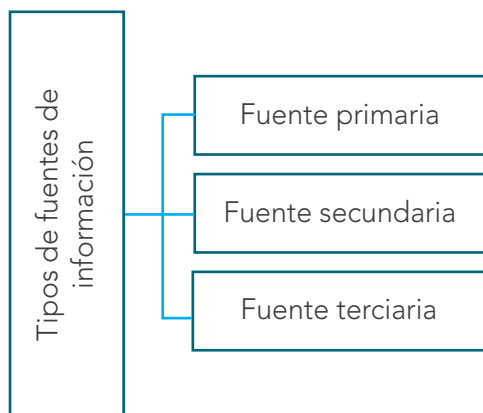 Tipos de fuentes de
información
Fuente primaria
Fuente secundaria
Fuente terciaria